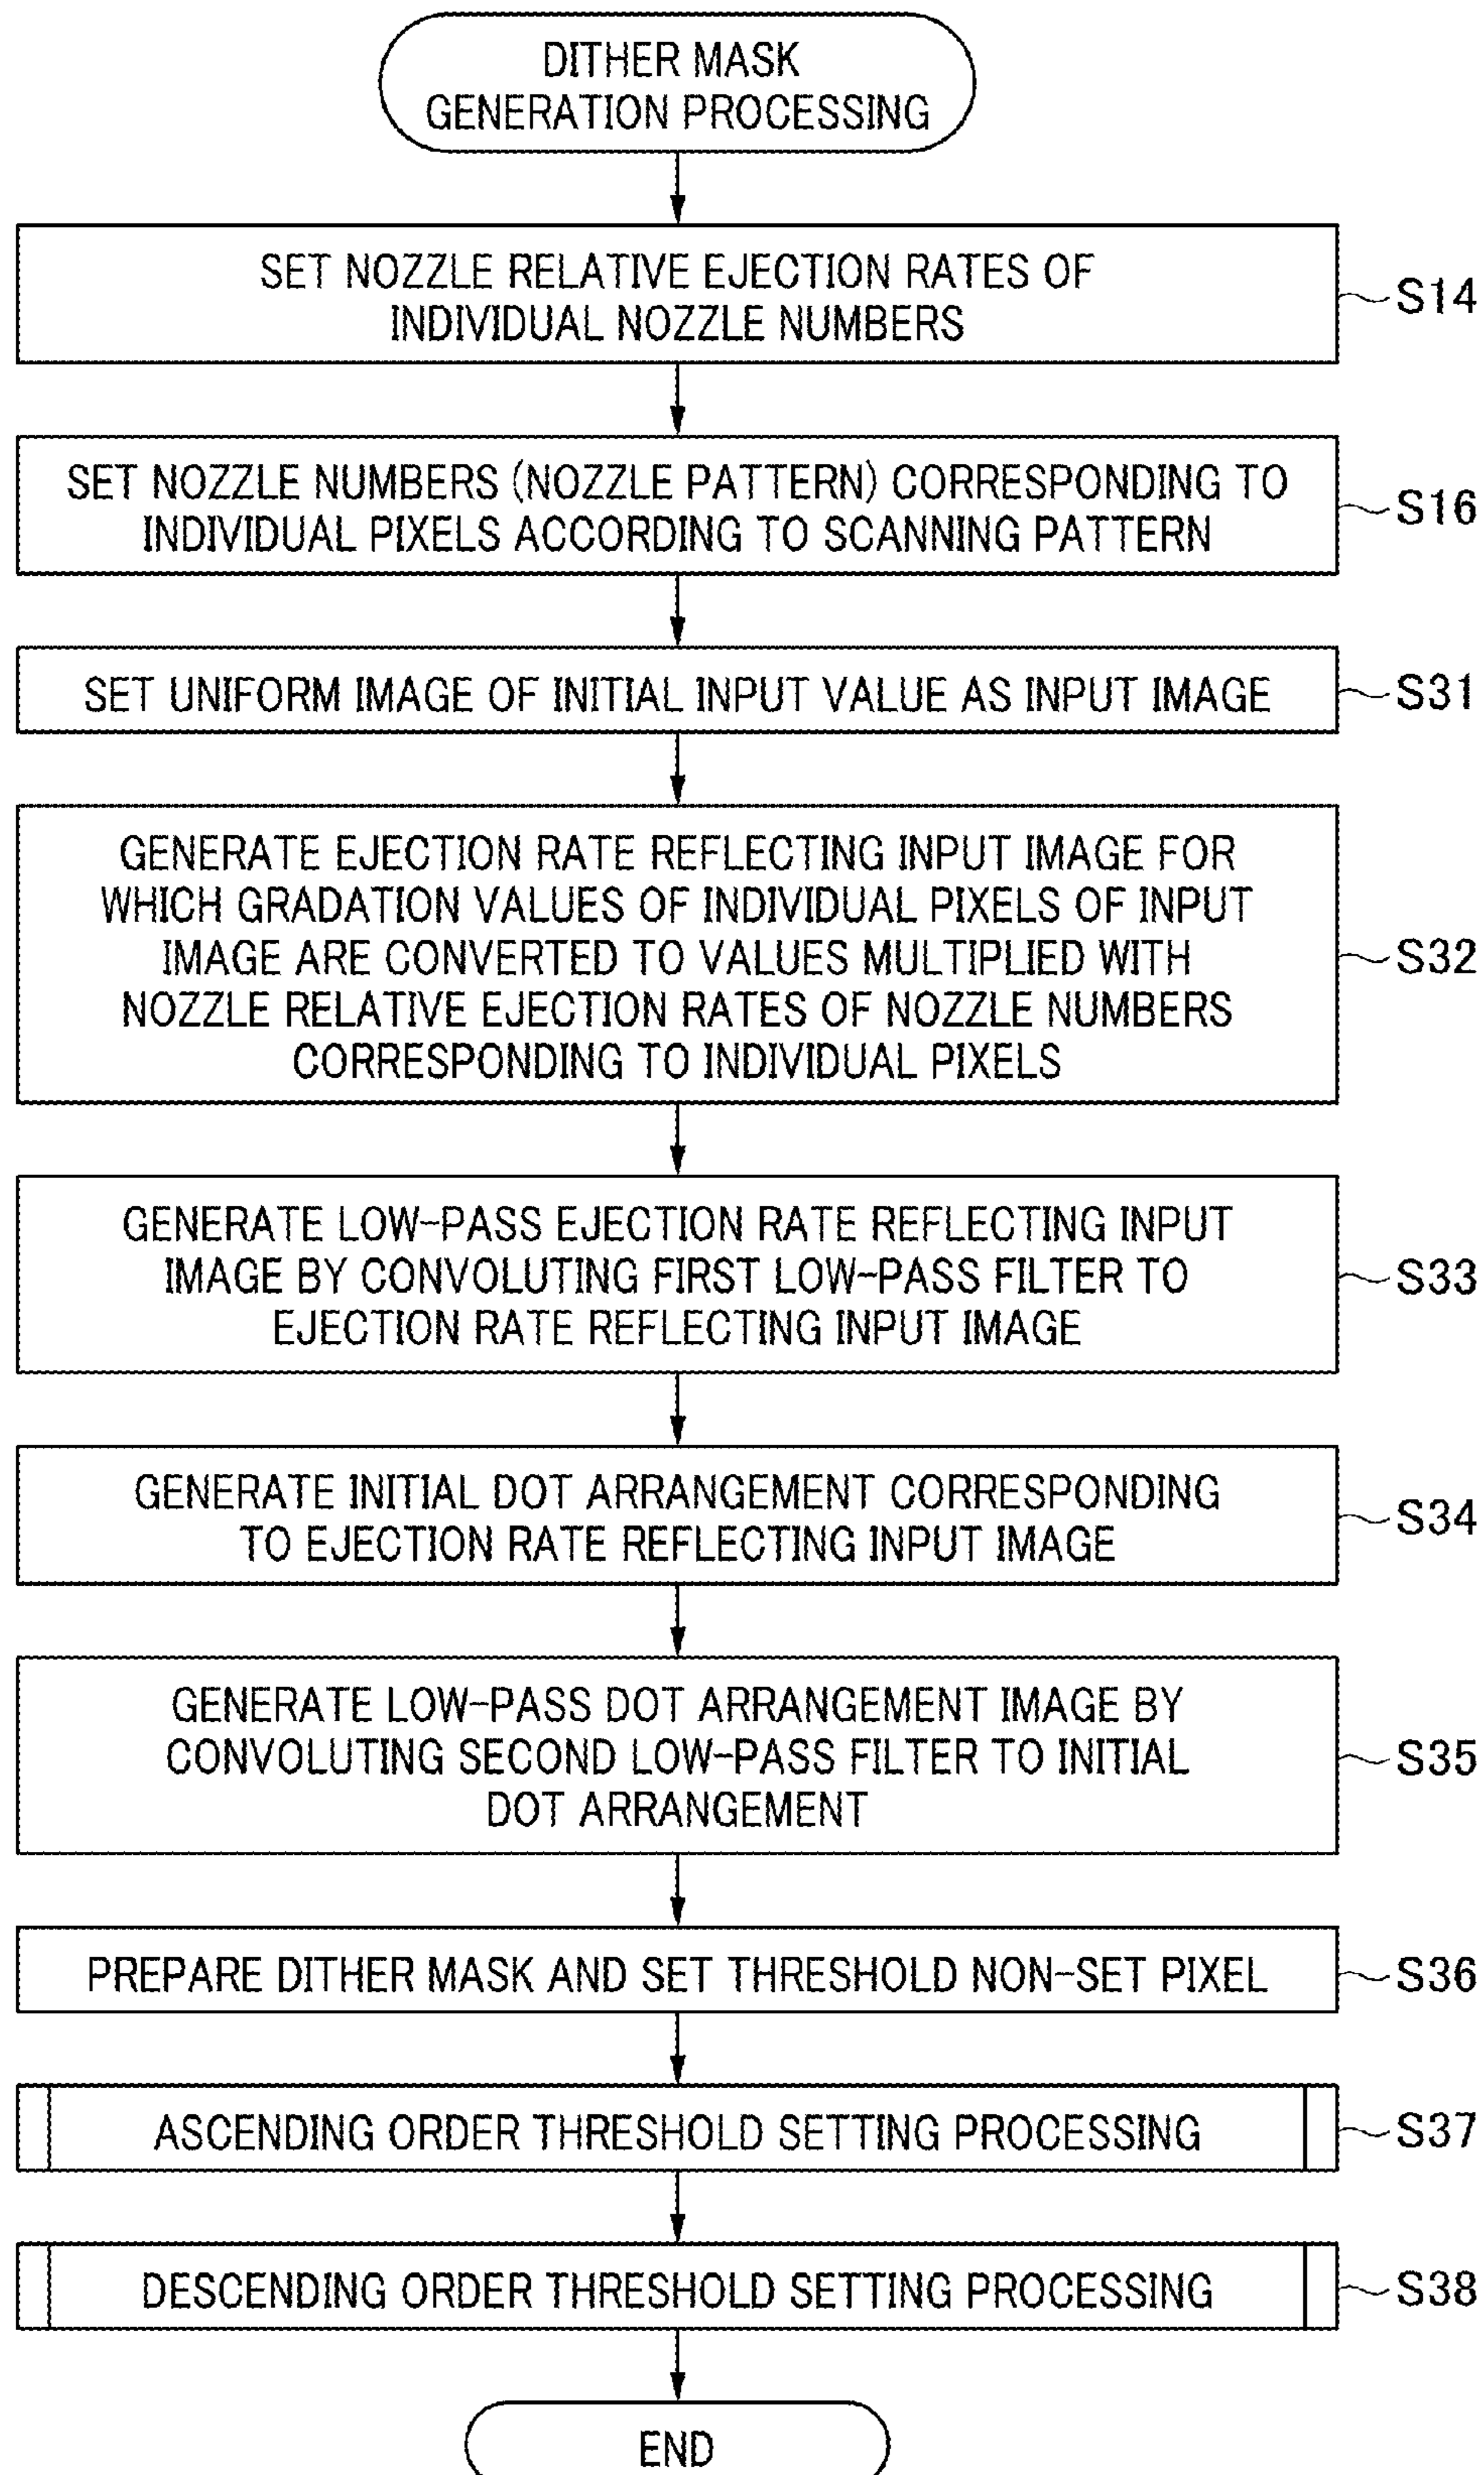 DITHER MASK
GENERATION PROCESSING
SET NOZZLE RELATIVE EJECTION RATES OF
INDIVIDUAL NOZZLE NUMBERS
S14
SET NOZZLE NUMBERS (NOZZLE PATTERN) CORRESPONDING TO
INDIVIDUAL PIXELS ACCORDING TO SCANNING PATTERN
S16
SET UNIFORM IMAGE OF INITIAL INPUT VALUE AS INPUT IMAGE
S31
GENERATE EJECTION RATE REFLECTING INPUT IMAGE FOR
WHICH GRADATION VALUES OF INDIVIDUAL PIXELS OF INPUT
IMAGE ARE CONVERTED TO VALUES MULTIPLIED WITH
NOZZLE RELATIVE EJECTION RATES OF NOZZLE NUMBERS
CORRESPONDING TO INDIVIDUAL PIXELS
S32
GENERATE LOW-PASS EJECTION RATE REFLECTING INPUT
IMAGE BY CONVOLUTING FIRST LOW-PASS FILTER TO
EJECTION RATE REFLECTING INPUT IMAGE
S33
GENERATE INITIAL DOT ARRANGEMENT CORRESPONDING
TO EJECTION RATE REFLECTING INPUT IMAGE
S34
GENERATE LOW-PASS DOT ARRANGEMENT IMAGE BY
CONVOLUTING SECOND LOW-PASS FILTER TO INITIAL
DOT ARRANGEMENT
S35
PREPARE DITHER MASK AND SET THRESHOLD NON-SET PIXEL
S36
ASCENDING ORDER THRESHOLD SETTING PROCESSING
S37
DESCENDING ORDER THRESHOLD SETTING PROCESSING
S38
END